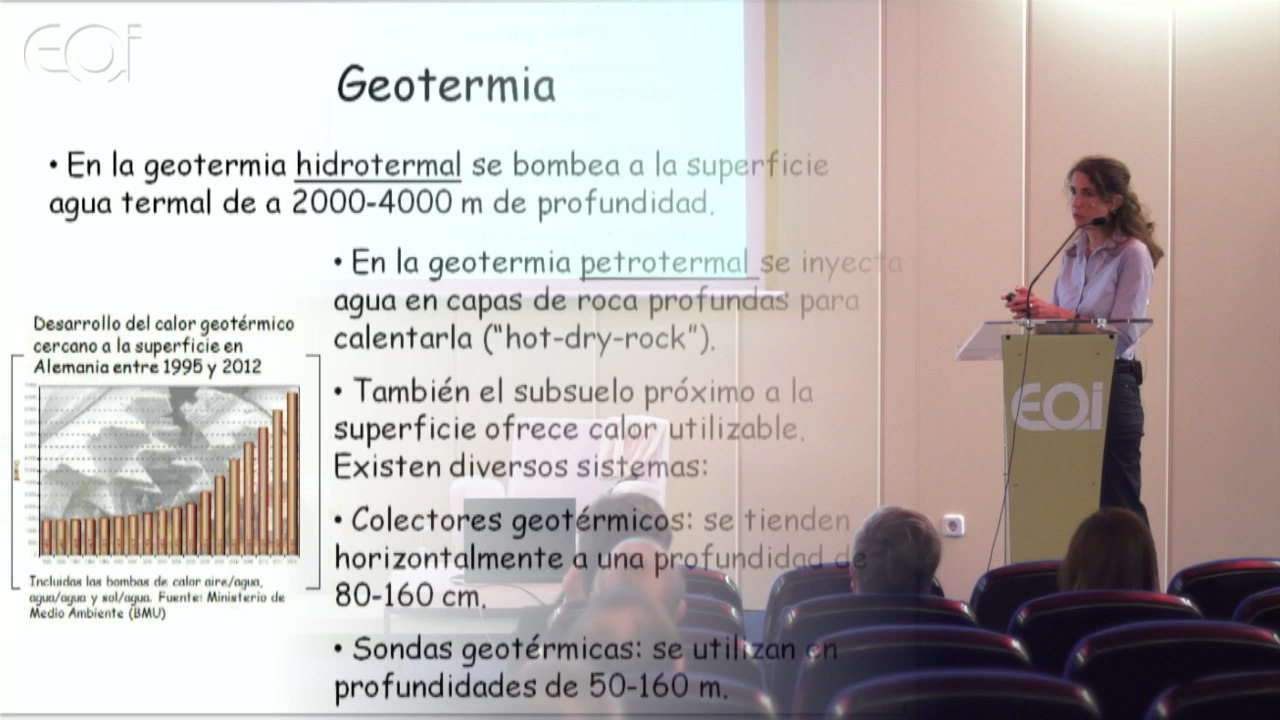 EOi
Geotermia
• En la geotermia hidrotermal se bombea a la superficie
agua termal de a 2000-4000 m de profundidad.
• En la geotermia petrotermal se inyecta
agua en capas de roca profundas para
calentarla ("hot-dry-rock").
• También el subsuelo próximo a la
superficie ofrece calor utilizable.
Existen diversos sistemas:
• Colectores geotérmicos: se tienden
horizontalmente a una profundidad de
80-160 cm.
• Sondas geotérmicas: se utilizan en
profundidades de 50-160 m.
Desarrollo del calor geotérmico
cercano a la superficie en
Alemania entre 1995 y 2012
Incluidas las bombas de calor aire/agua,
agua/agua y sol/agua. Fuente: Ministerio de
Medio Ambiente (BMU)
EOi